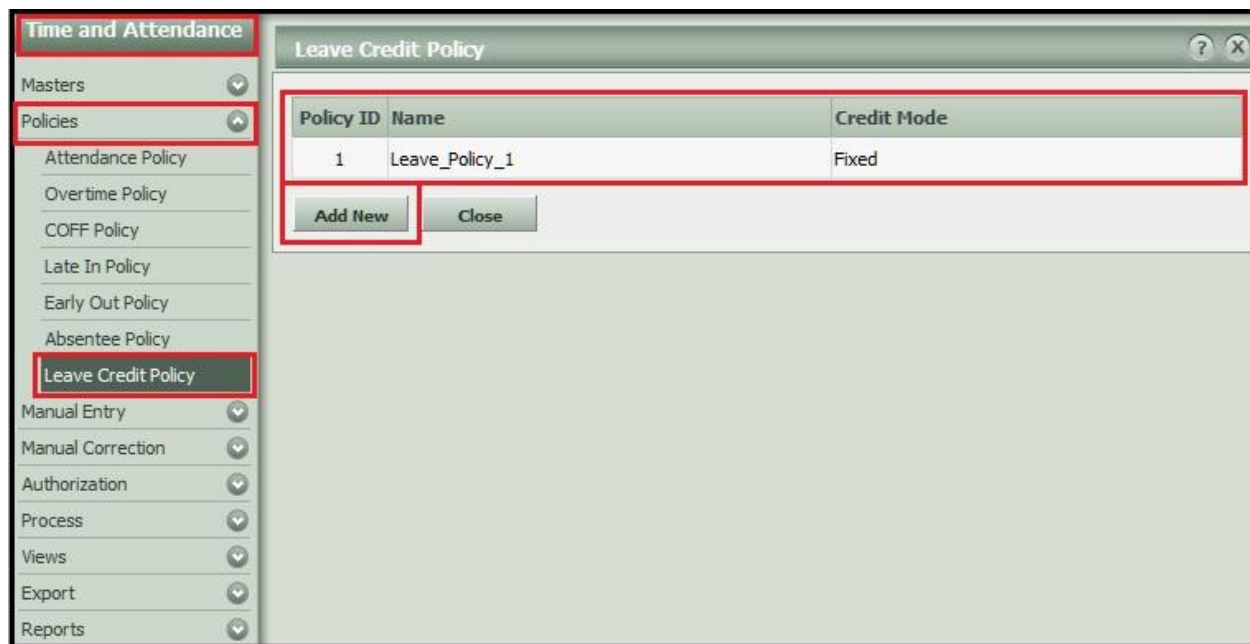 Time and Attendance
Masters
Policies
Attendance Policy
Overtime Policy
COFF Policy
Late In Policy
Early Out Policy
Absentee Policy
Leave Credit Policy
Manual Entry
Manual Correction
Authorization
Process
Views
Export
Reports
Leave Credit Policy ? X
Policy ID Name Credit Mode
1 Leave_Policy_1 Fixed
Add New Close